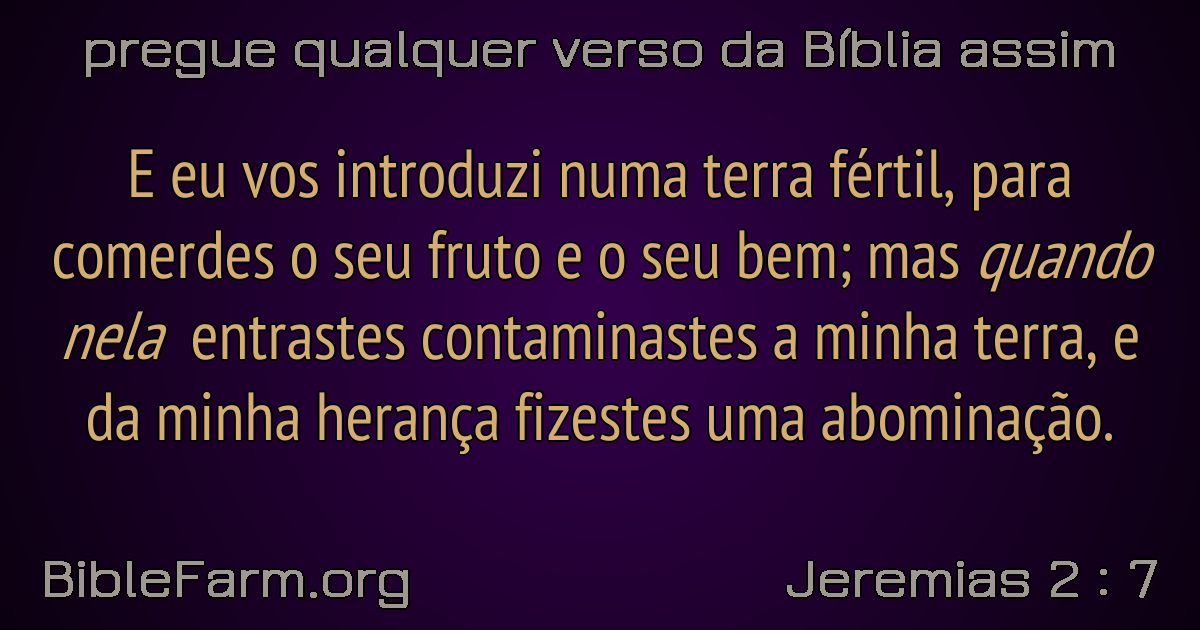 pregue qualquer verso da Bíblia assim
E eu vos introduzi numa terra fértil, para
comerdes o seu fruto e o seu bem; mas quando
nela entrastes contaminastes a minha terra, e
da minha herança fizestes uma abominação.
BibleFarm.org
Jeremias 2 : 7